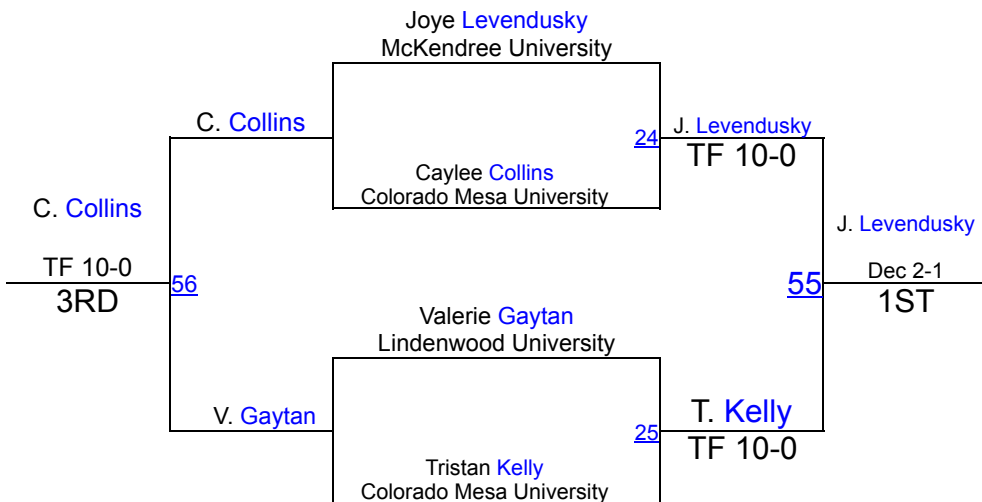 Joye Levendusky
McKendree University
C. Collins
24
J. Levendusky
TF 10-0
Caylee Collins
Colorado Mesa University
C. Collins
TF 10-0
3RD
56
J. Levendusky
55
Dec 2-1
1ST
Valerie Gaytan
Lindenwood University
V. Gaytan
25
T. Kelly
TF 10-0
Tristan Kelly
Colorado Mesa University